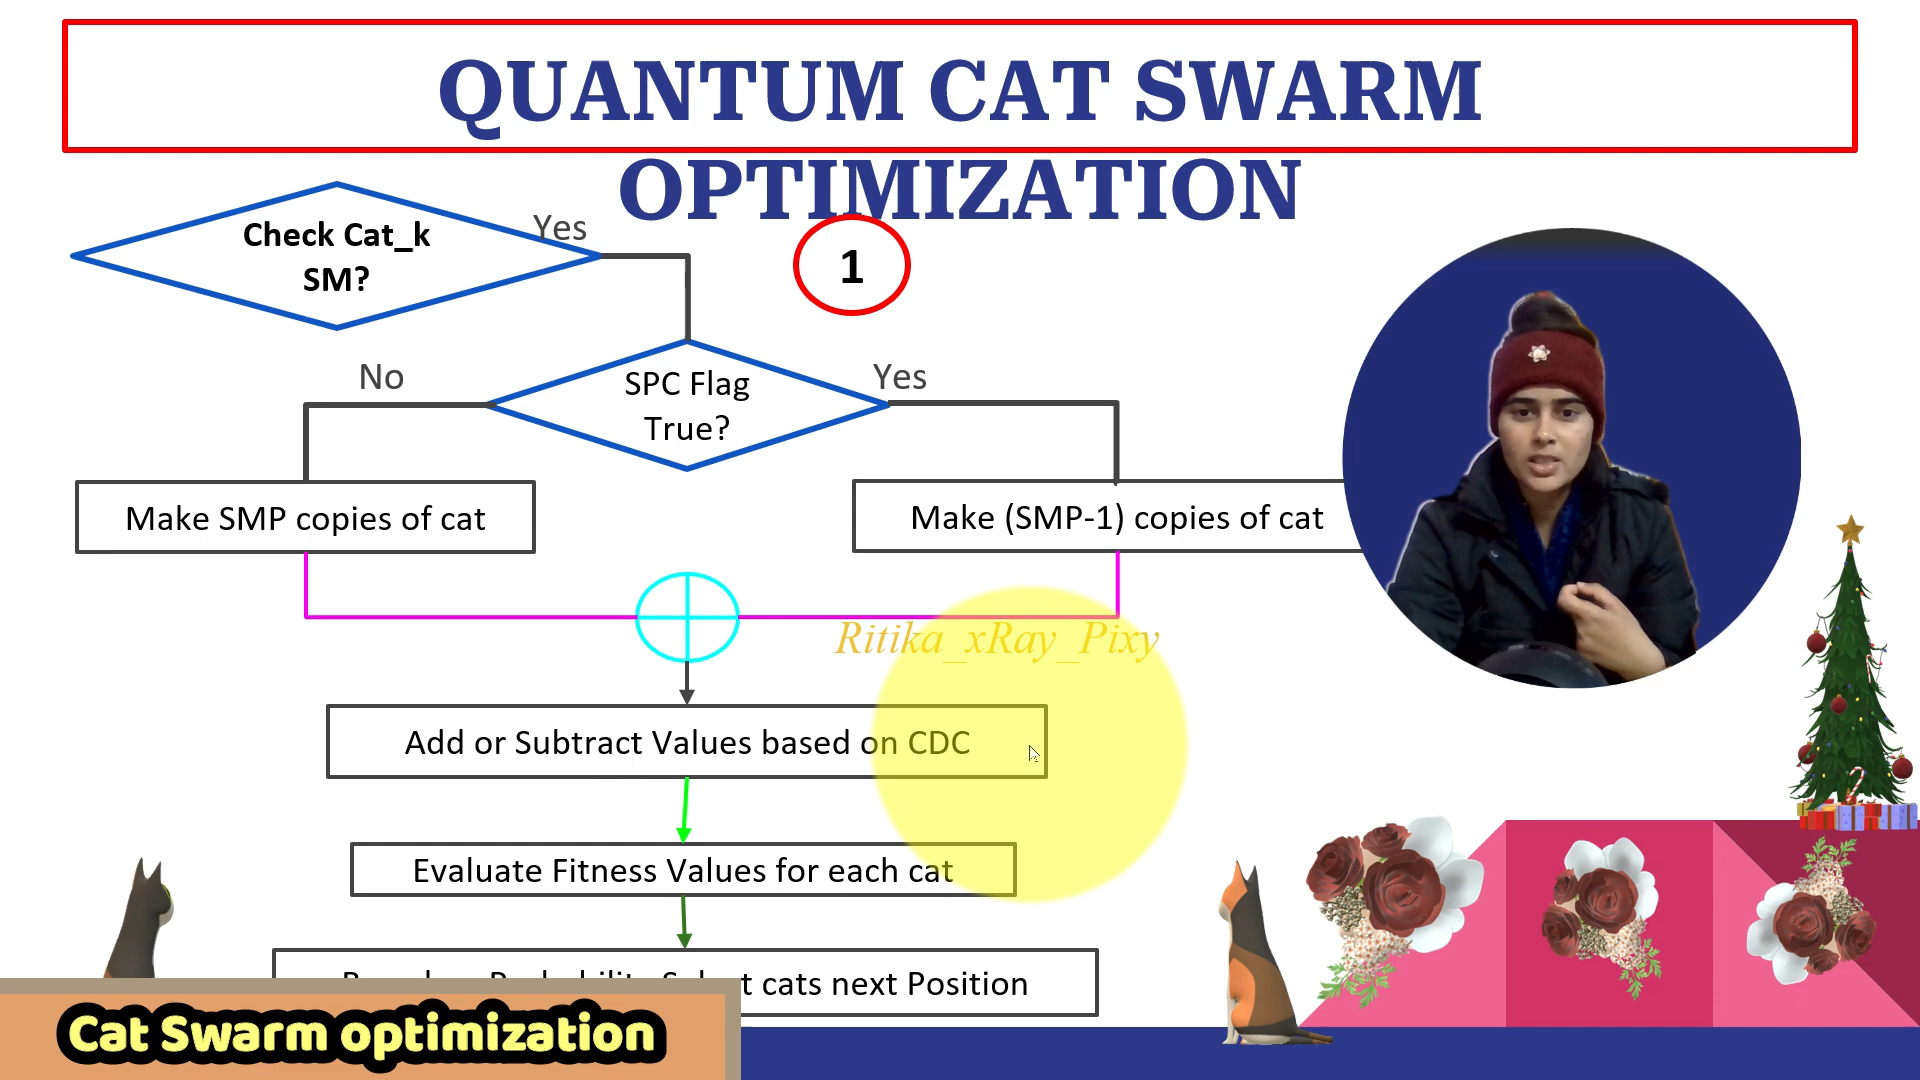 QUANTUM CAT SWARM
OPTIMIZATION
Check Cat_k
SM?
Yes
1
SPC Flag
True?
No
Yes
Make SMP copies of cat
Make (SMP-1) copies of cat
Ritika_xRay_Pixy
Add or Subtract Values based on CDC
Evaluate Fitness Values for each cat
cats next Position
Cat Swarm optimization